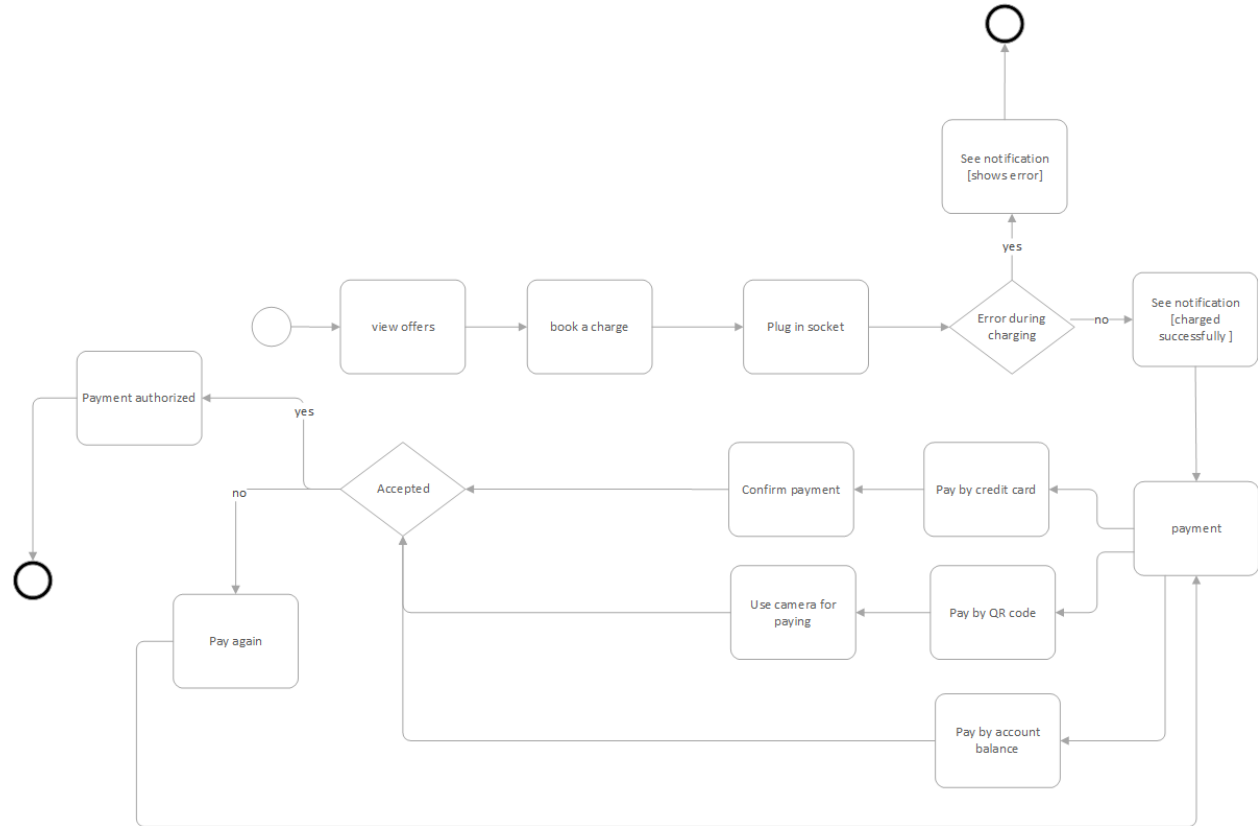 See notification
[shows error]
yes
view offers
book a charge
Plug in socket
Error during
charging
no
See notification
[charged
successfully ]
Payment authorized
yes
Accepted
no
Confirm payment
Pay by credit card
payment
Use camera for
paying
Pay by QR code
Pay again
Pay by account
balance